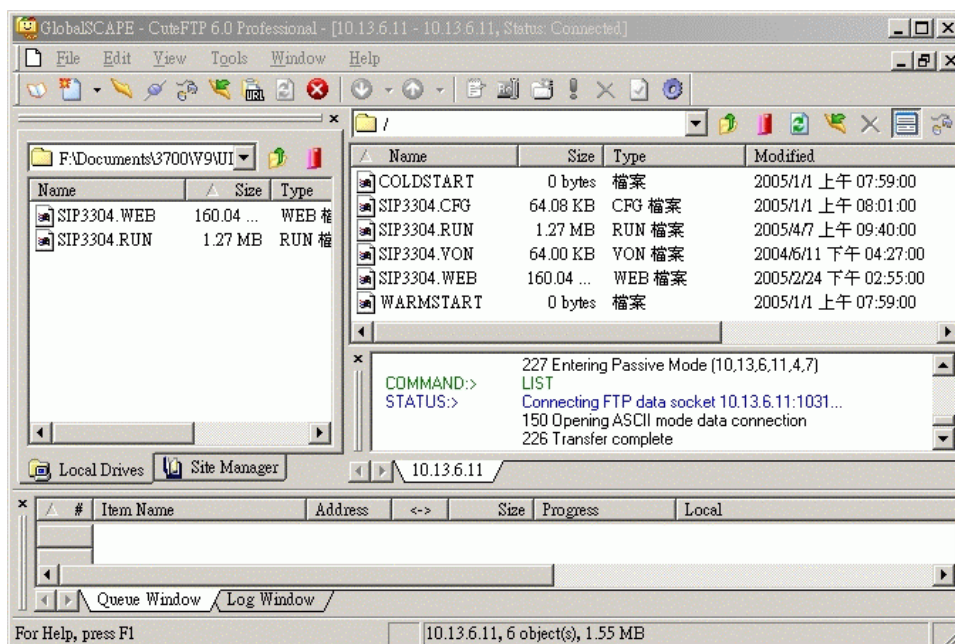 GlobalSCAPE - CuteFTP 6.0 Professional - [10.13.6.11 - 10.13.6.11, Status: Connected]
File Edit View Tools Window Help
URL
F:\Documents\3700\V9\UI
Name Size Type
SIP3304.WEB 160.04 ... WEB 檔
SIP3304.RUN 1.27 MB RUN 檔
Local Drives Site Manager
/
Name Size Type Modified
COLDSTART 0 bytes 檔案 2005/1/1 上午 07:59:00
SIP3304.CFG 64.08 KB CFG 檔案 2005/1/1 上午 08:01:00
SIP3304.RUN 1.27 MB RUN 檔案 2005/4/7 上午 09:40:00
SIP3304.VON 64.00 KB VON 檔案 2004/6/11 下午 04:27:00
SIP3304.WEB 160.04 ... WEB 檔案 2005/2/24 下午 02:55:00
WARMSTART 0 bytes 檔案 2005/1/1 上午 07:59:00
227 Entering Passive Mode (10,13,6,11,4,7)
COMMAND:> LIST
STATUS:> Connecting FTP data socket 10.13.6.11:1031...
150 Opening ASCII mode data connection
226 Transfer complete
10.13.6.11
# Item Name Address <-> Size Progress Local
Queue Window Log Window
For Help, press F1 10.13.6.11, 6 object(s), 1.55 MB